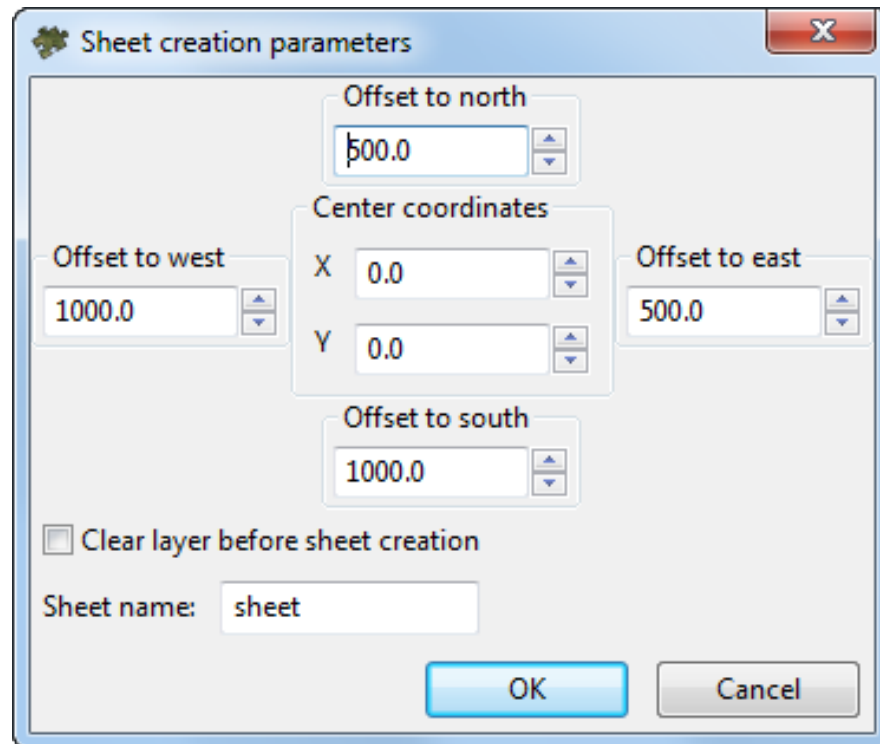 Sheet creation parameters
Offset to north
500.0
Center coordinates
Offset to west
X 0.0
Offset to east
1000.0
500.0
Y 0.0
Offset to south
1000.0
Clear layer before sheet creation
Sheet name: sheet
OK Cancel